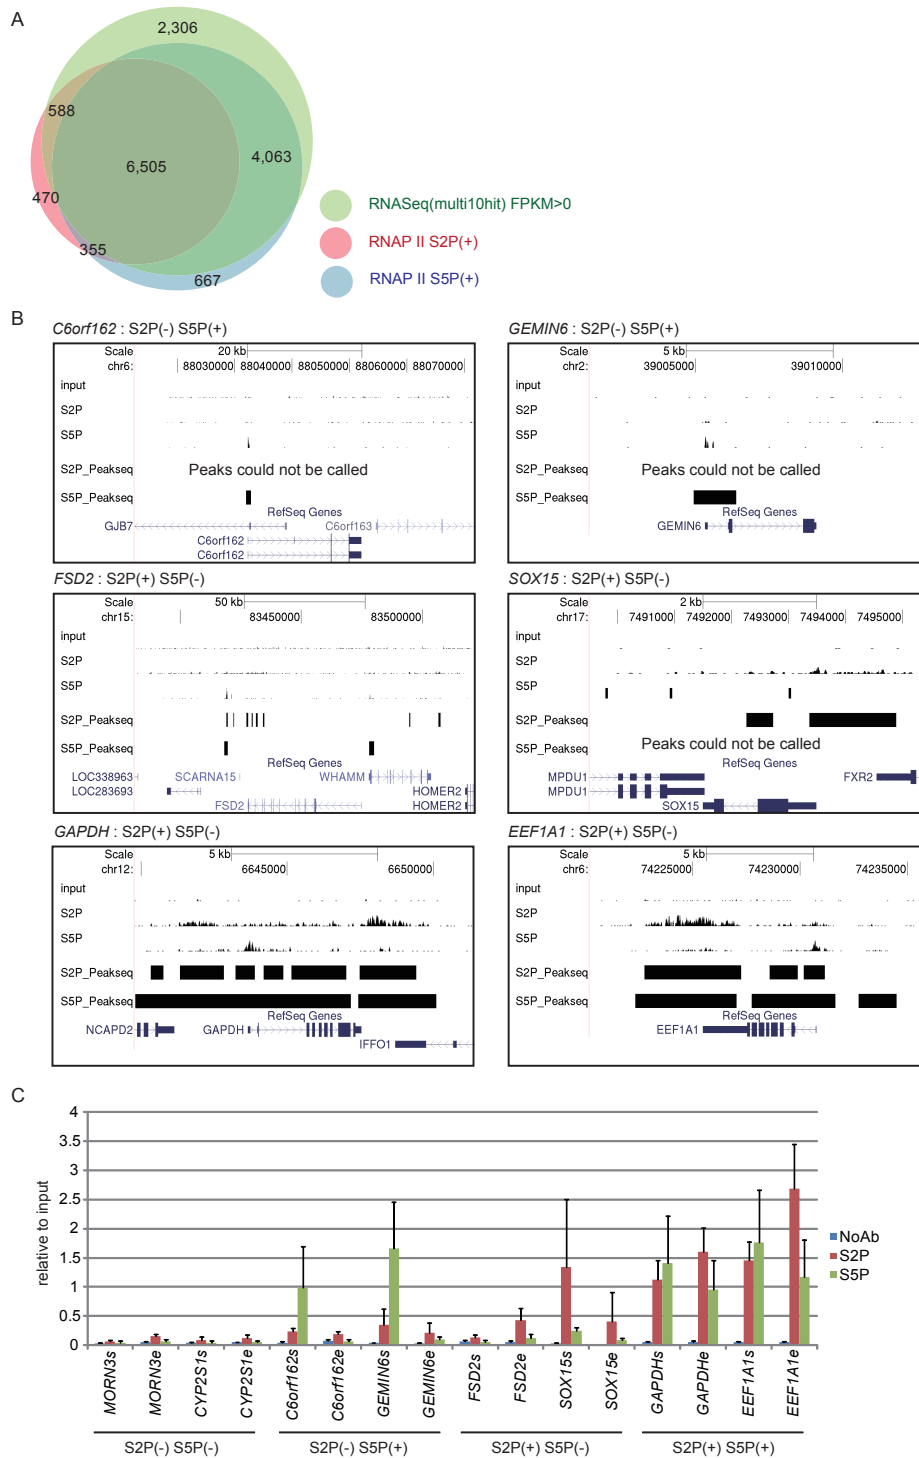 A
2,306
588
4,063
6,505
470
355
667
RNASeq(multi10hit) FPKM>0
RNAP II S2P(+)
RNAP II S5P(+)
B
C6orf162 : S2P(-) S5P(+)
Scale 20 kb
chr6: 88030000 88040000 88050000 88060000 88070000
input
S2P
S5P
S2P_Peakseq Peaks could not be called
S5P_Peakseq
RefSeq Genes
GJB7 C6orf163
C6orf162
C6orf162
GEMIN6 : S2P(-) S5P(+)
Scale 5 kb
chr2: 39005000 39010000
input
S2P
S5P
S2P_Peakseq Peaks could not be called
S5P_Peakseq
RefSeq Genes
GEMIN6
FSD2 : S2P(+) S5P(-)
Scale 50 kb
chr15: 83450000 83500000
input
S2P
S5P
S2P_Peakseq
S5P_Peakseq
RefSeq Genes
LOC338963 SCARNA15 WHAMM
LOC283693 HOMER2
FSD2 HOMER2
SOX15 : S2P(+) S5P(-)
Scale 2 kb
chr17: 7491000 7492000 7493000 7494000 7495000
input
S2P
S5P
S2P_Peakseq
S5P_Peakseq Peaks could not be called
RefSeq Genes
MPDU1 FXR2
MPDU1
SOX15
GAPDH : S2P(+) S5P(-)
Scale 5 kb
chr12: 6645000 6650000
input
S2P
S5P
S2P_Peakseq
S5P_Peakseq
RefSeq Genes
NCAPD2 GAPDH
IFFO1
EEF1A1 : S2P(+) S5P(-)
Scale 5 kb
chr6: 74225000 74230000 74235000
input
S2P
S5P
S2P_Peakseq
S5P_Peakseq
RefSeq Genes
EEF1A1
C
relative to input
4
3.5
3
2.5
2
1.5
1
0.5
0
NoAb
S2P
S5P
MORN3s MORN3e CYP2S1s CYP2S1e C6orf162s C6orf162e GEMIN6s GEMIN6e FSD2s FSD2e SOX15s SOX15e GAPDHs GAPDHe EEF1A1s EEF1A1e
S2P(-) S5P(-) S2P(-) S5P(+) S2P(+) S5P(-) S2P(+) S5P(+)